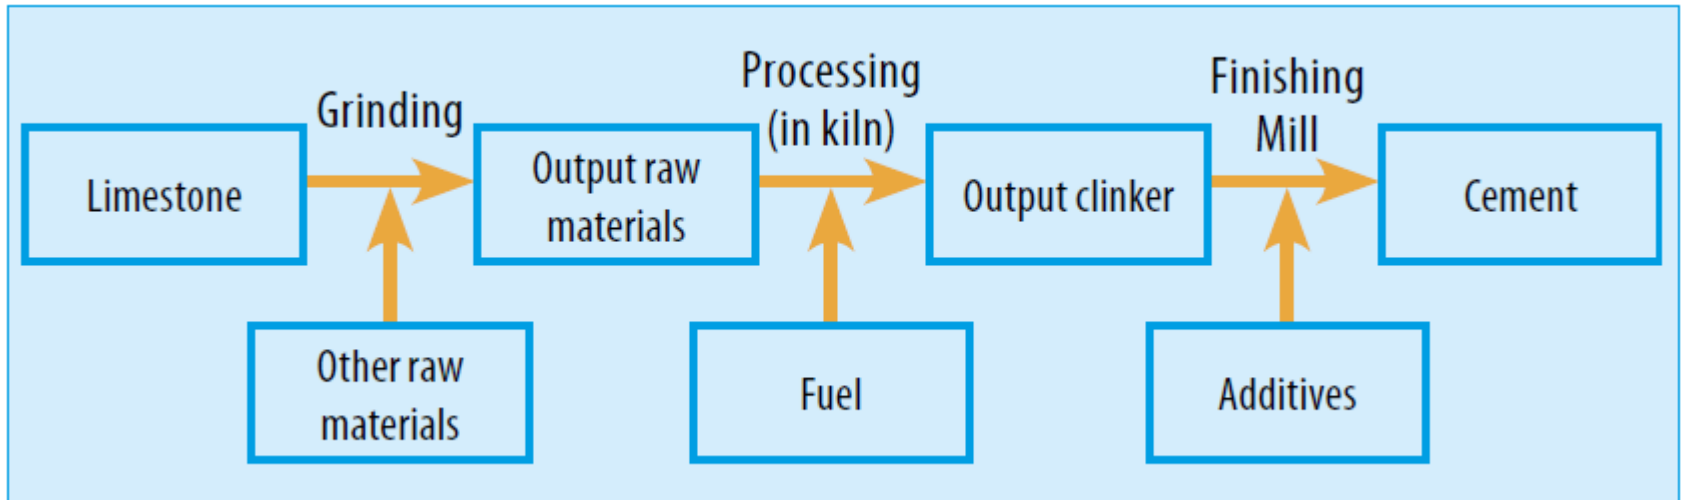 Grinding
Processing
(in kiln)
Finishing
Mill
Limestone
Output raw
materials
Output clinker
Cement
Other raw
materials
Fuel
Additives